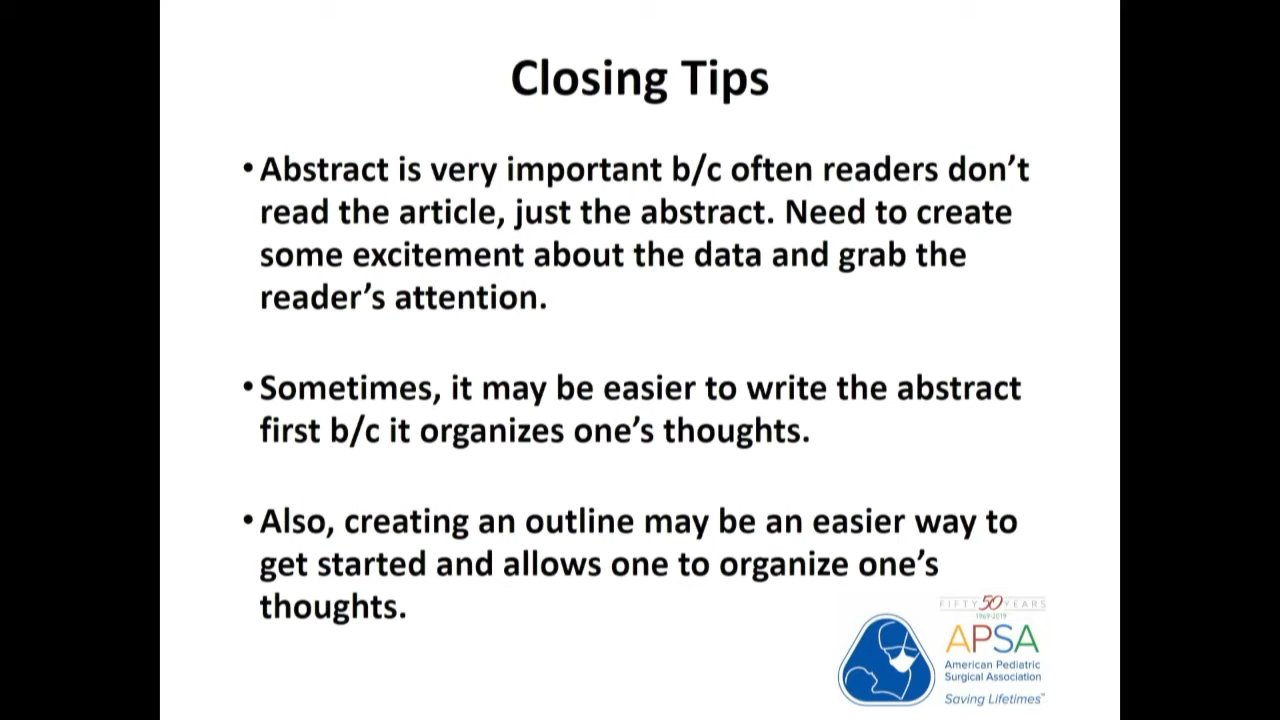 Closing Tips
• Abstract is very important b/c often readers don’t
read the article, just the abstract. Need to create
some excitement about the data and grab the
reader’s attention.
• Sometimes, it may be easier to write the abstract
first b/c it organizes one’s thoughts.
• Also, creating an outline may be an easier way to
get started and allows one to organize one’s
thoughts.
FIFTY 50 YEARS
1969-2019
APSA
American Pediatric
Surgical Association
Saving Lifetimes™